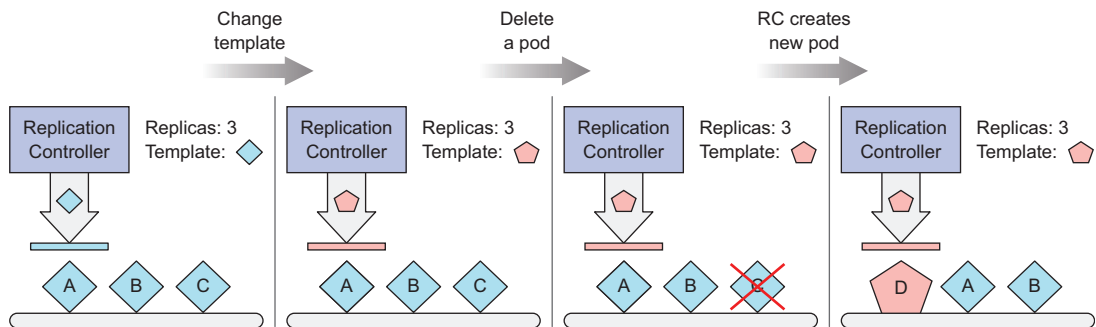 Change
template
Delete
a pod
RC creates
new pod
Replication
Controller
Replicas: 3
Template:
A
B
C
Replication
Controller
Replicas: 3
Template:
A
B
C
Replication
Controller
Replicas: 3
Template:
A
B
C
Replication
Controller
Replicas: 3
Template:
D
A
B